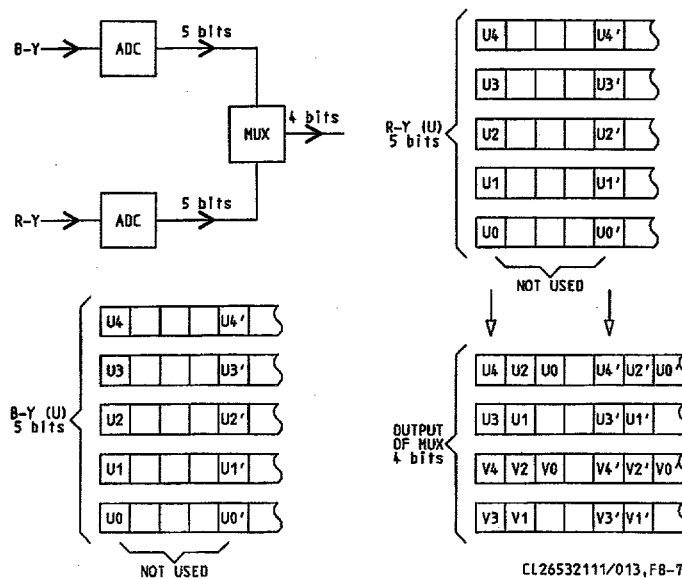 B-Y
ADC
5 bits
MUX
4 bits
R-Y
ADC
5 bits
R-Y (U)
5 bits
U4 U4'
U3 U3'
U2 U2'
U1 U1'
U0 U0'
NOT USED
B-Y (U)
5 bits
U4 U4'
U3 U3'
U2 U2'
U1 U1'
U0 U0'
NOT USED
OUTPUT
OF MUX
4 bits
U4 U2 U0 U4' U2' U0'
U3 U1 U3' U1'
V4 V2 V0 V4' V2' V0'
V3 V1 V3' V1'
CL26532111/013,FB-7